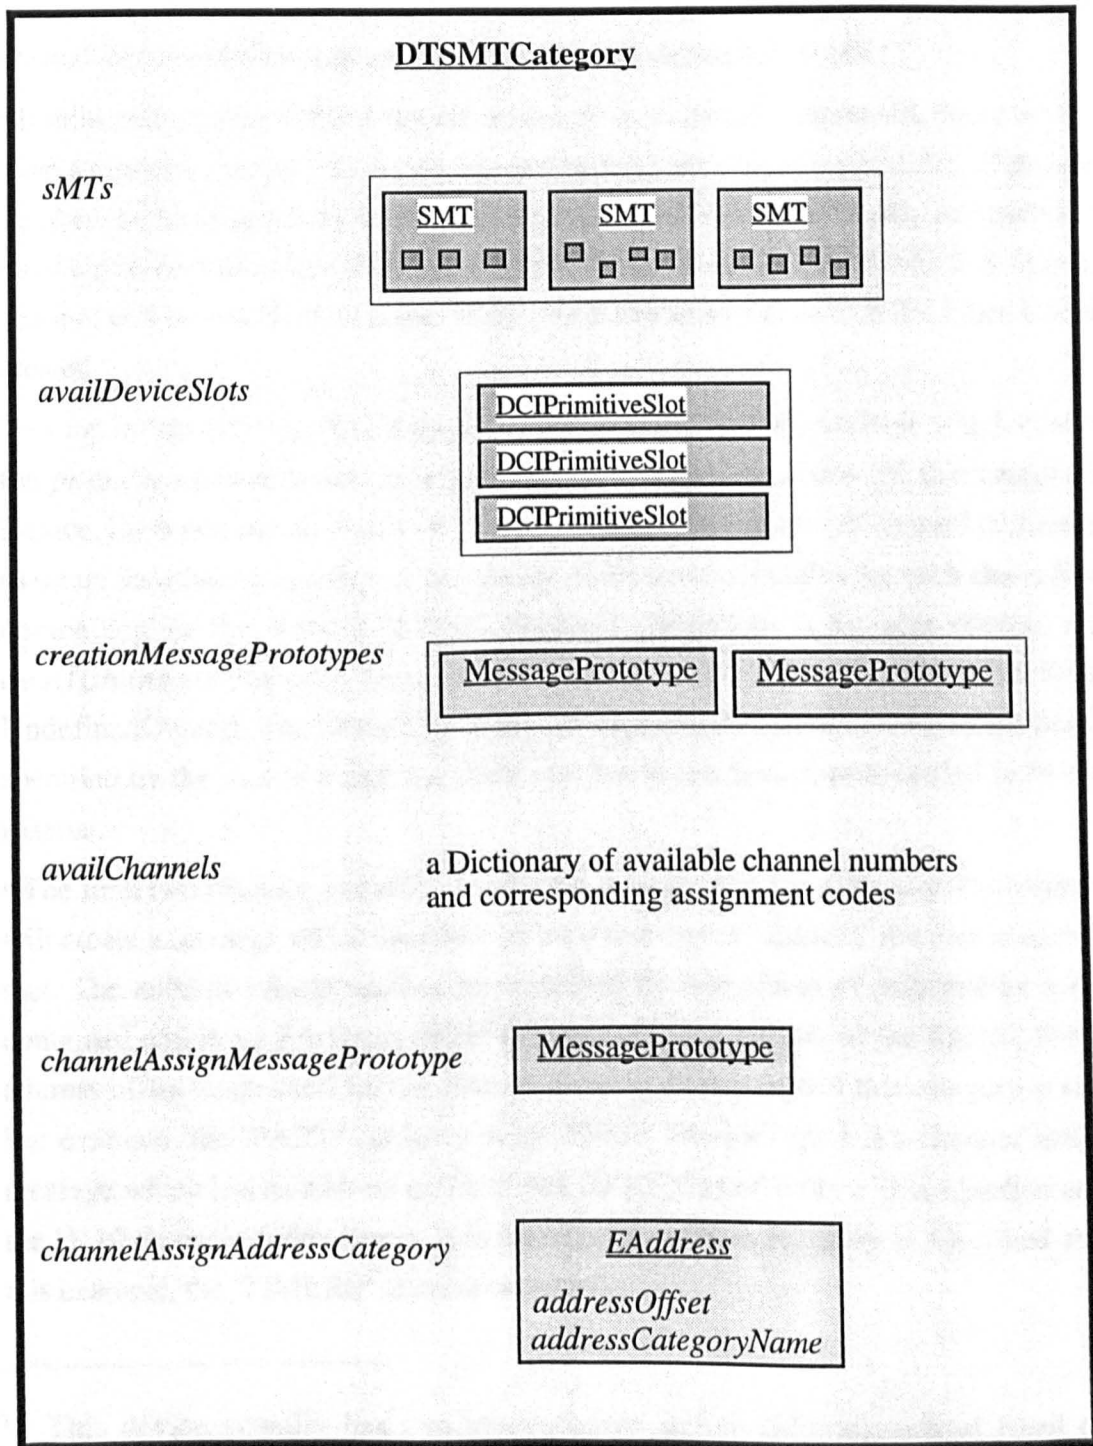 DTSMTCategory
sMTs
SMT SMT SMT
availDeviceSlots
DCIPrimitiveSlot
DCIPrimitiveSlot
DCIPrimitiveSlot
creationMessagePrototypes
MessagePrototype MessagePrototype
availChannels
a Dictionary of available channel numbers
and corresponding assignment codes
channelAssignMessagePrototype
MessagePrototype
channelAssignAddressCategory
EAddress
addressOffset
addressCategoryName